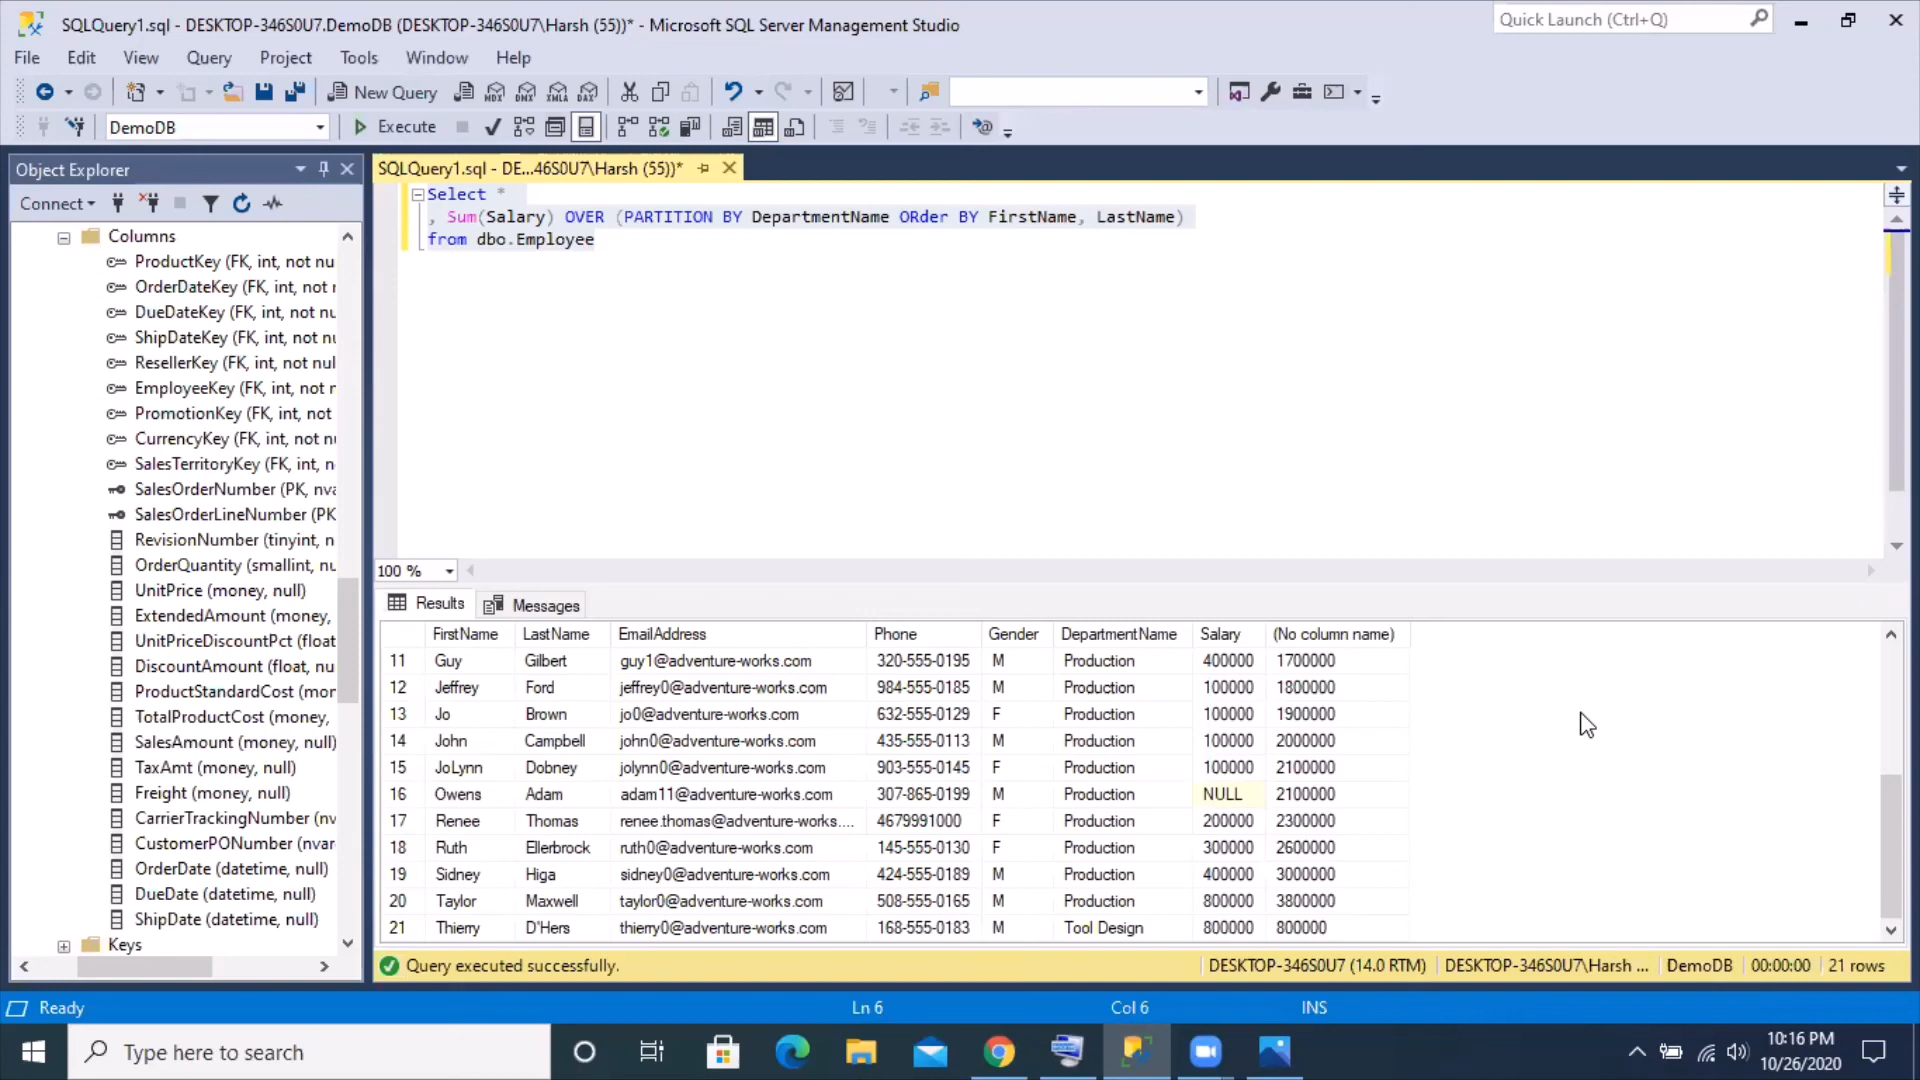 SQLQuery1.sql - DESKTOP-346S0U7.DemoDB (DESKTOP-346S0U7\Harsh (55))* - Microsoft SQL Server Management Studio
Quick Launch (Ctrl+Q)
File Edit View Query Project Tools Window Help
New Query
MDX DMX XMLA DAX
DemoDB
Execute
Object Explorer
Connect
Columns
ProductKey (FK, int, not nu
OrderDateKey (FK, int, not r
DueDateKey (FK, int, not nu
ShipDateKey (FK, int, not nu
ResellerKey (FK, int, not nul
EmployeeKey (FK, int, not r
PromotionKey (FK, int, not
CurrencyKey (FK, int, not nu
SalesTerritoryKey (FK, int, n
SalesOrderNumber (PK, nva
SalesOrderLineNumber (PK
RevisionNumber (tinyint, n
OrderQuantity (smallint, nu
UnitPrice (money, null)
ExtendedAmount (money,
UnitPriceDiscountPct (float
DiscountAmount (float, nu
ProductStandardCost (mor
TotalProductCost (money,
SalesAmount (money, null)
TaxAmt (money, null)
Freight (money, null)
CarrierTrackingNumber (nv
CustomerPONumber (nvar
OrderDate (datetime, null)
DueDate (datetime, null)
ShipDate (datetime, null)
Keys
SQLQuery1.sql - DE...46S0U7\Harsh (55))*
Select *
, Sum(Salary) OVER (PARTITION BY DepartmentName ORder BY FirstName, LastName)
from dbo.Employee
100 %
Results Messages
FirstName LastName EmailAddress Phone Gender DepartmentName Salary (No column name)
11 Guy Gilbert guy1@adventure-works.com 320-555-0195 M Production 400000 1700000
12 Jeffrey Ford jeffrey0@adventure-works.com 984-555-0185 M Production 100000 1800000
13 Jo Brown jo0@adventure-works.com 632-555-0129 F Production 100000 1900000
14 John Campbell john0@adventure-works.com 435-555-0113 M Production 100000 2000000
15 JoLynn Dobney jolynn0@adventure-works.com 903-555-0145 F Production 100000 2100000
16 Owens Adam adam11@adventure-works.com 307-865-0199 M Production NULL 2100000
17 Renee Thomas renee.thomas@adventure-works.... 4679991000 F Production 200000 2300000
18 Ruth Ellerbrock ruth0@adventure-works.com 145-555-0130 F Production 300000 2600000
19 Sidney Higa sidney0@adventure-works.com 424-555-0189 M Production 400000 3000000
20 Taylor Maxwell taylor0@adventure-works.com 508-555-0165 M Production 800000 3800000
21 Thierry D'Hers thierry0@adventure-works.com 168-555-0183 M Tool Design 800000 800000
Query executed successfully.
DESKTOP-346S0U7 (14.0 RTM) DESKTOP-346S0U7\Harsh ... DemoDB 00:00:00 21 rows
Ready Ln 6 Col 6 INS
Type here to search
10:16 PM
10/26/2020